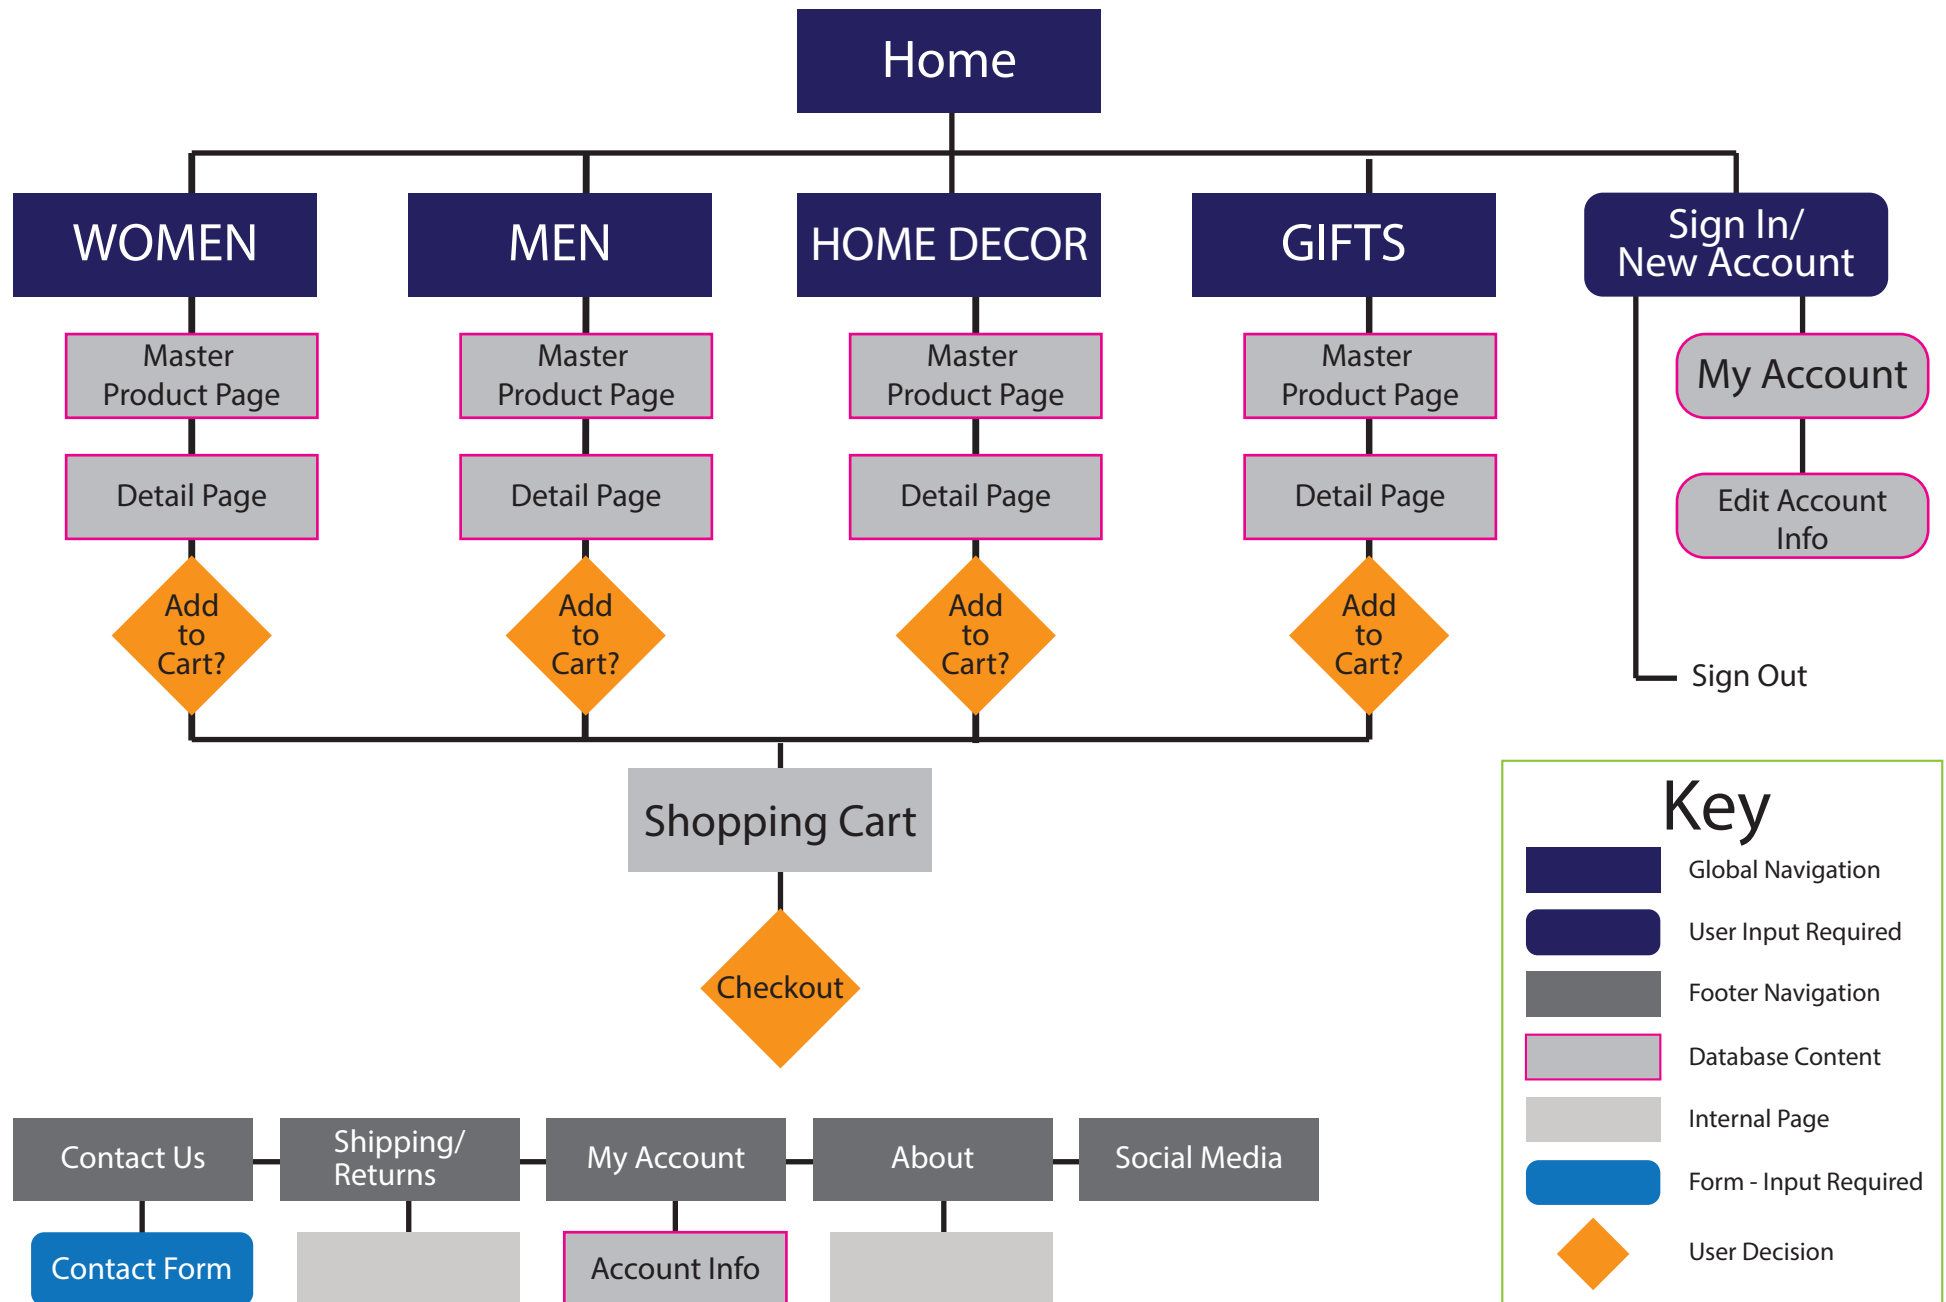 Home
WOMEN
MEN
HOME DECOR
GIFTS
Sign In/
New Account
Master
Product Page
Master
Product Page
Master
Product Page
Master
Product Page
My Account
Detail Page
Detail Page
Detail Page
Detail Page
Edit Account
Info
Add
to
Cart?
Add
to
Cart?
Add
to
Cart?
Add
to
Cart?
Sign Out
Shopping Cart
Checkout
Key
Global Navigation
User Input Required
Footer Navigation
Database Content
Internal Page
Form - Input Required
User Decision
Contact Us
Shipping/
Returns
My Account
About
Social Media
Contact Form
Account Info